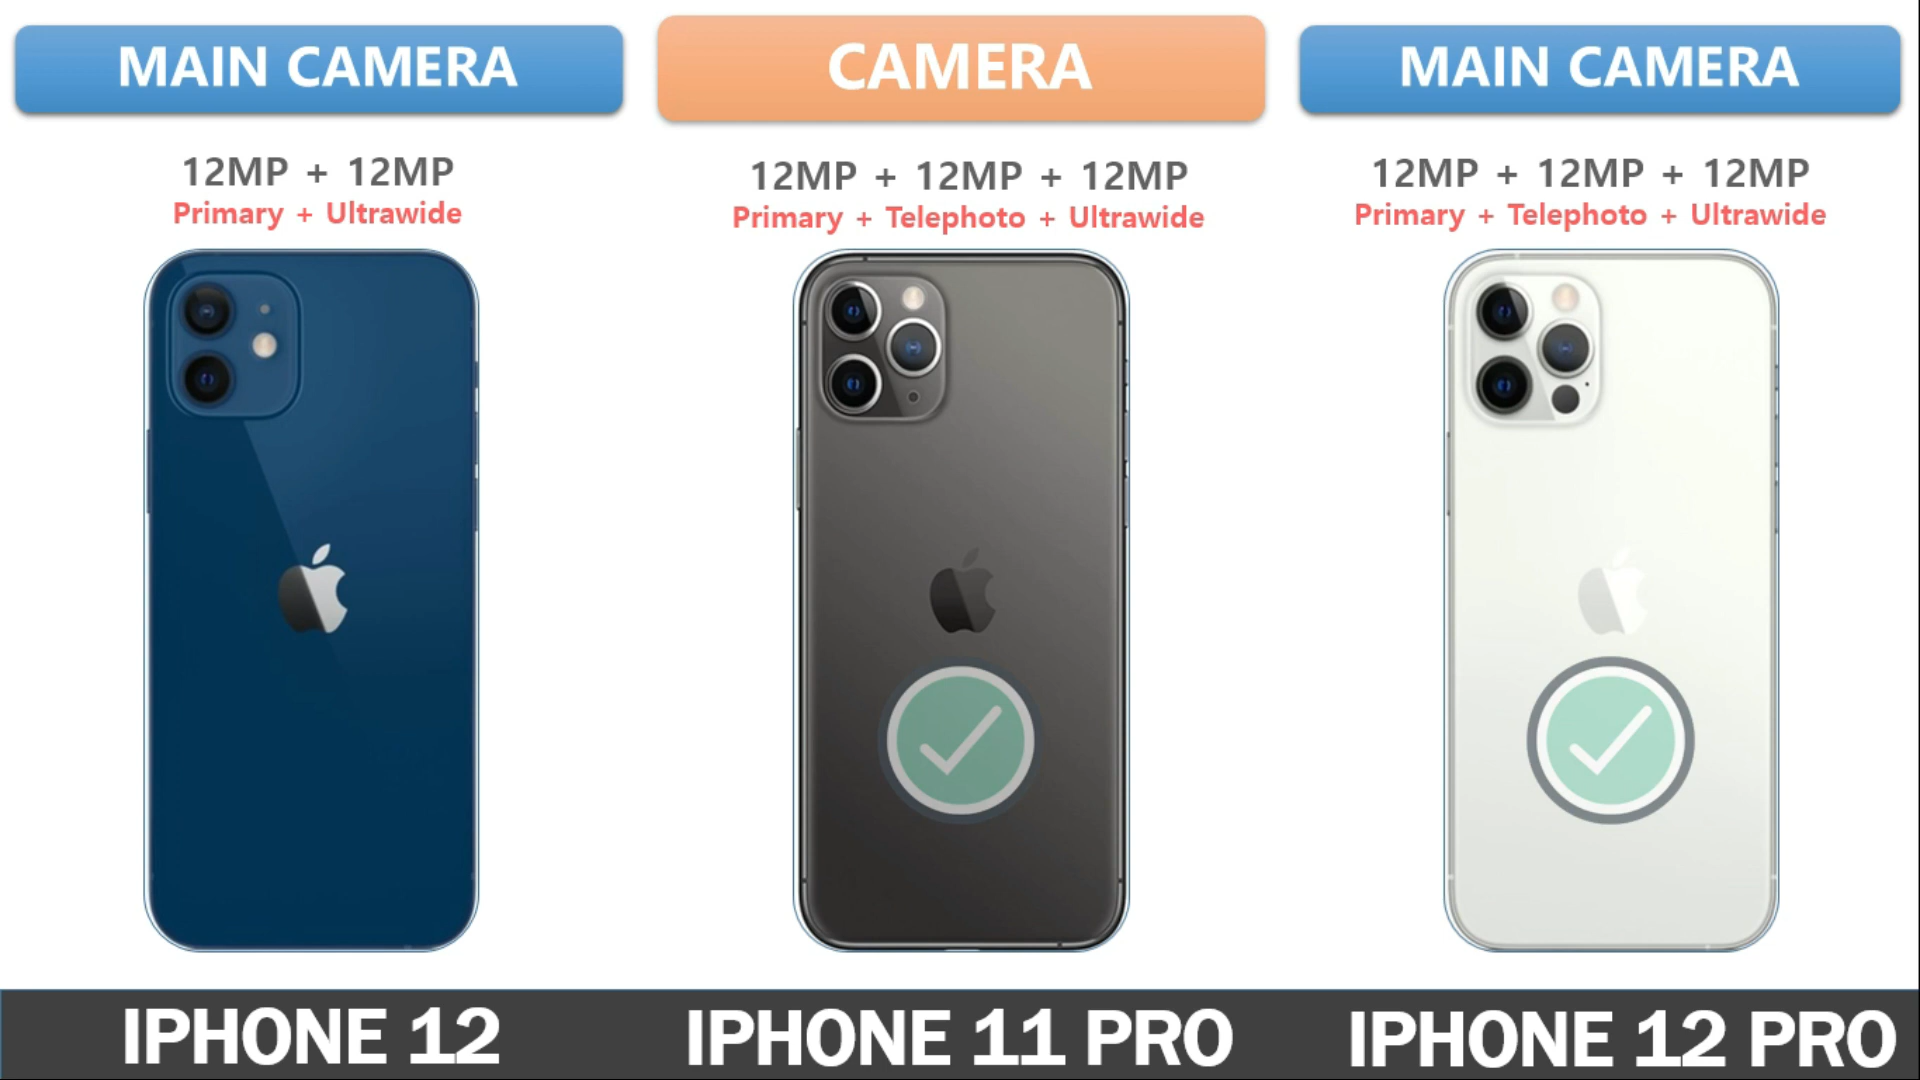 MAIN CAMERA
12MP + 12MP
Primary + Ultrawide
IPHONE 12
CAMERA
12MP + 12MP + 12MP
Primary + Telephoto + Ultrawide
IPHONE 11 PRO
MAIN CAMERA
12MP + 12MP + 12MP
Primary + Telephoto + Ultrawide
IPHONE 12 PRO